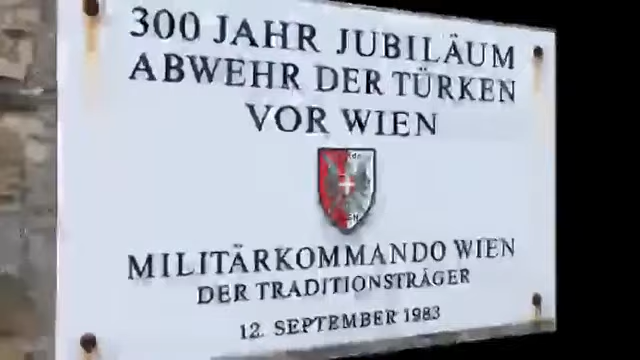 300 JAHR JUBILÄUM
ABWEHR DER TÜRKEN
VOR WIEN
MILITÄRKOMMANDO WIEN
DER TRADITIONSTRÄGER
12. SEPTEMBER 1983